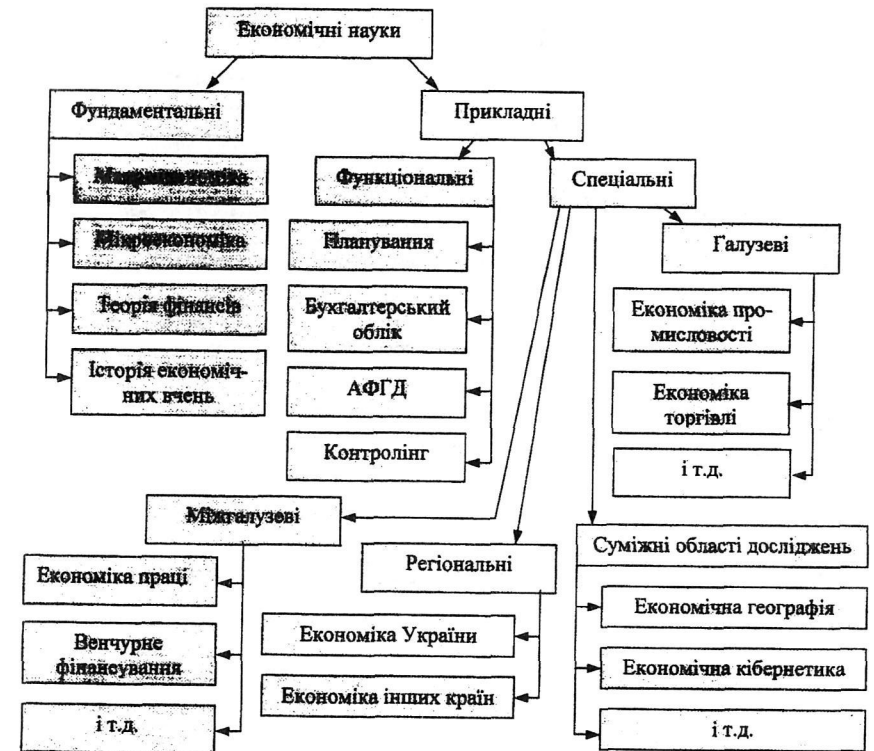 Економічні науки
Фундаментальні
Прикладні
Макроекономіка
Мікроекономіка
Теорія фінансів
Історія економіч-
них вчень
Функціональні
Планування
Бухгалтерський
облік
АФГД
Контролінг
Спеціальні
Галузеві
Економіка про-
мисловості
Економіка
торгівлі
і т.д.
Міжгалузеві
Економіка праці
Венчурне
фінансування
і т.д.
Регіональні
Економіка України
Економіка інших країн
Суміжні області досліджень
Економічна географія
Економічна кібернетика
і т.д.